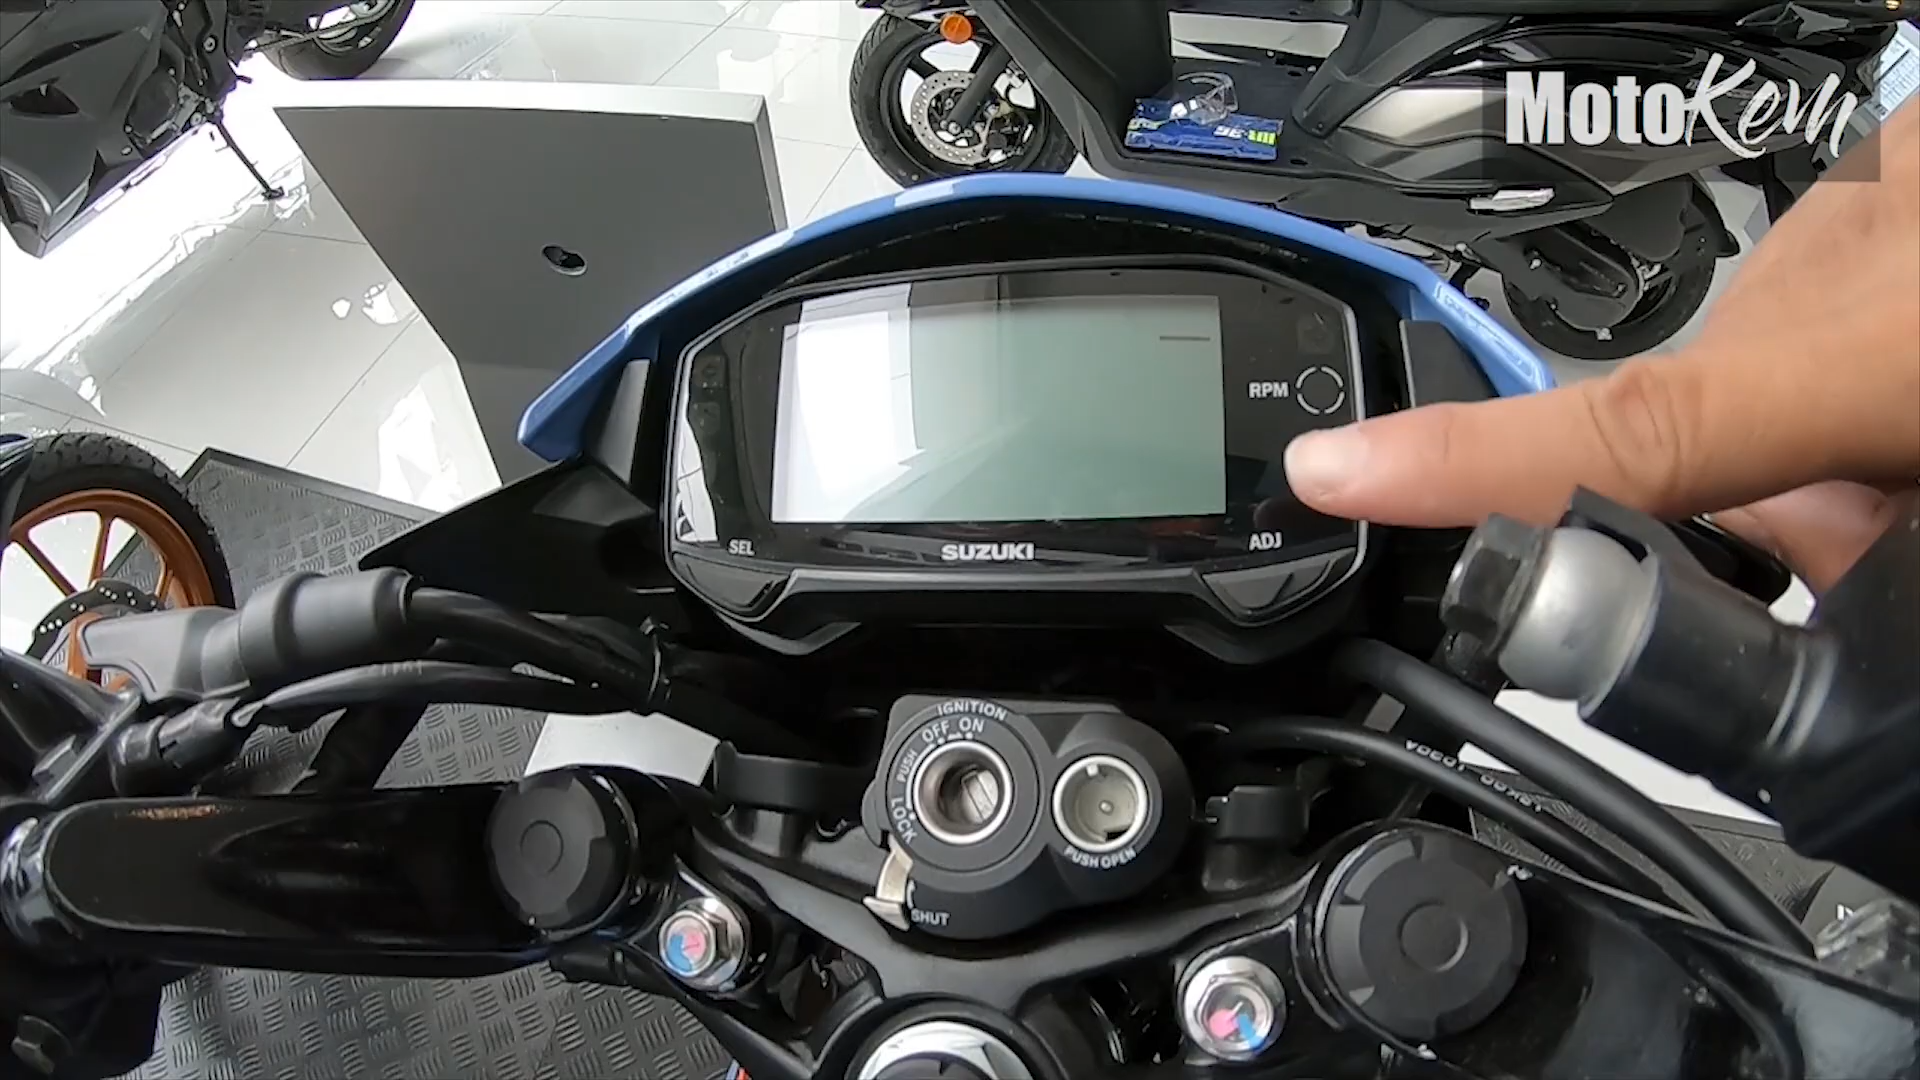 MotoKem
RPM
SEL
SUZUKI
ADJ
IGNITION
OFF ON
PUSH
LOCK
PUSH OPEN
SHUT